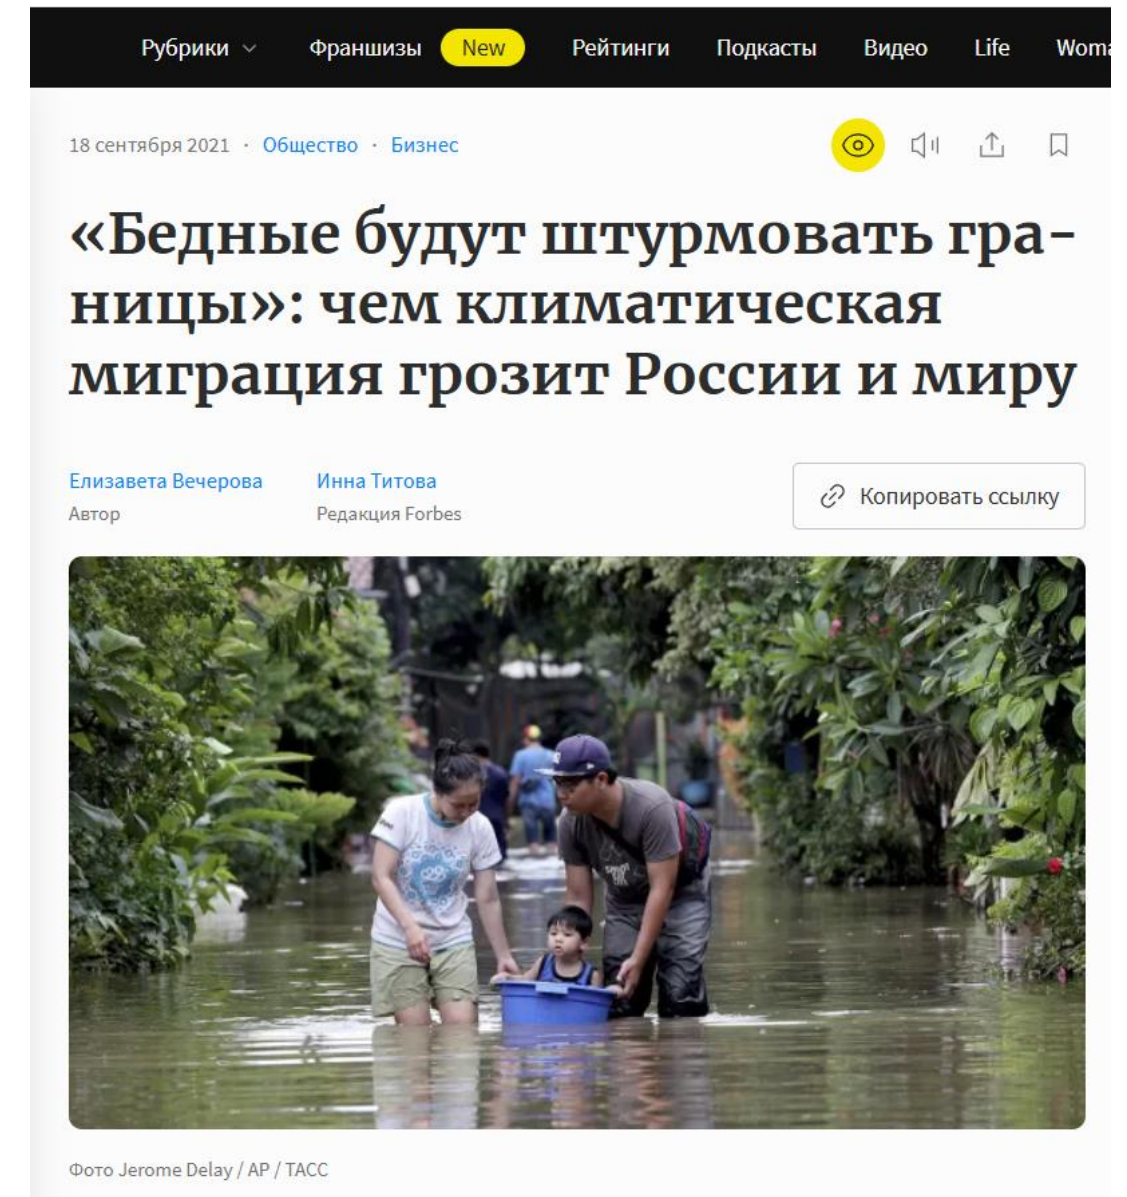 Рубрики Франшизы New Рейтинги Подкасты Видео Life Woma
18 сентября 2021 · Общество · Бизнес
«Бедные будут штурмовать гра-
ницы»: чем климатическая
миграция грозит России и миру
Елизавета Вечерова Инна Титова
Автор Редакция Forbes
Копировать ссылку
Фото Jerome Delay / AP / ТАСС